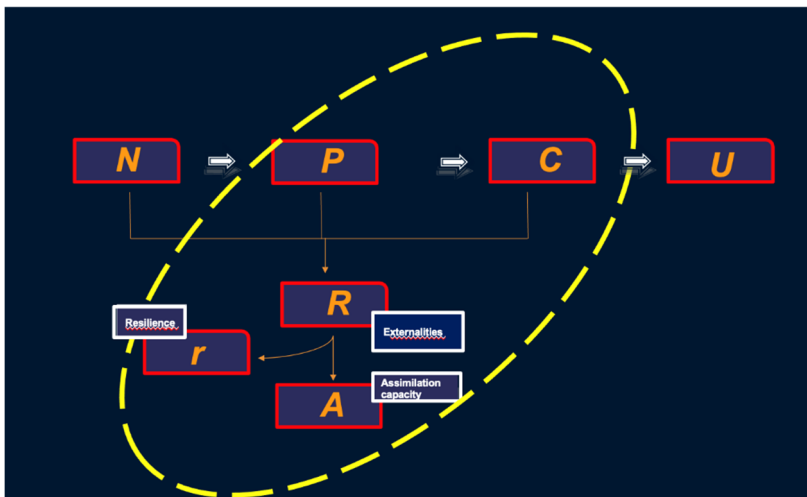 N
P
C
U
R
Resilience
Externalities
r
Assimilation
capacity
A